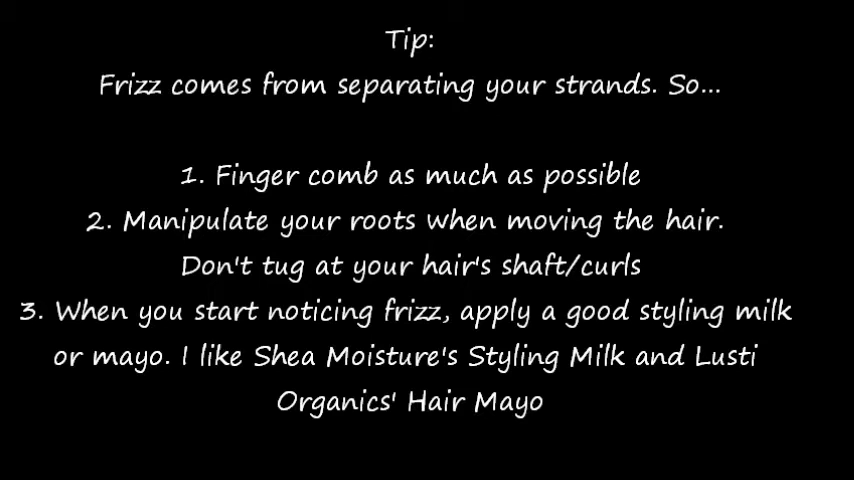 Tip:
Frizz comes from separating your strands. So...
1. Finger comb as much as possible
2. Manipulate your roots when moving the hair.
Don't tug at your hair's shaft/curls
3. When you start noticing frizz, apply a good styling milk
or mayo. I like Shea Moisture's Styling Milk and Lusti
Organics' Hair Mayo